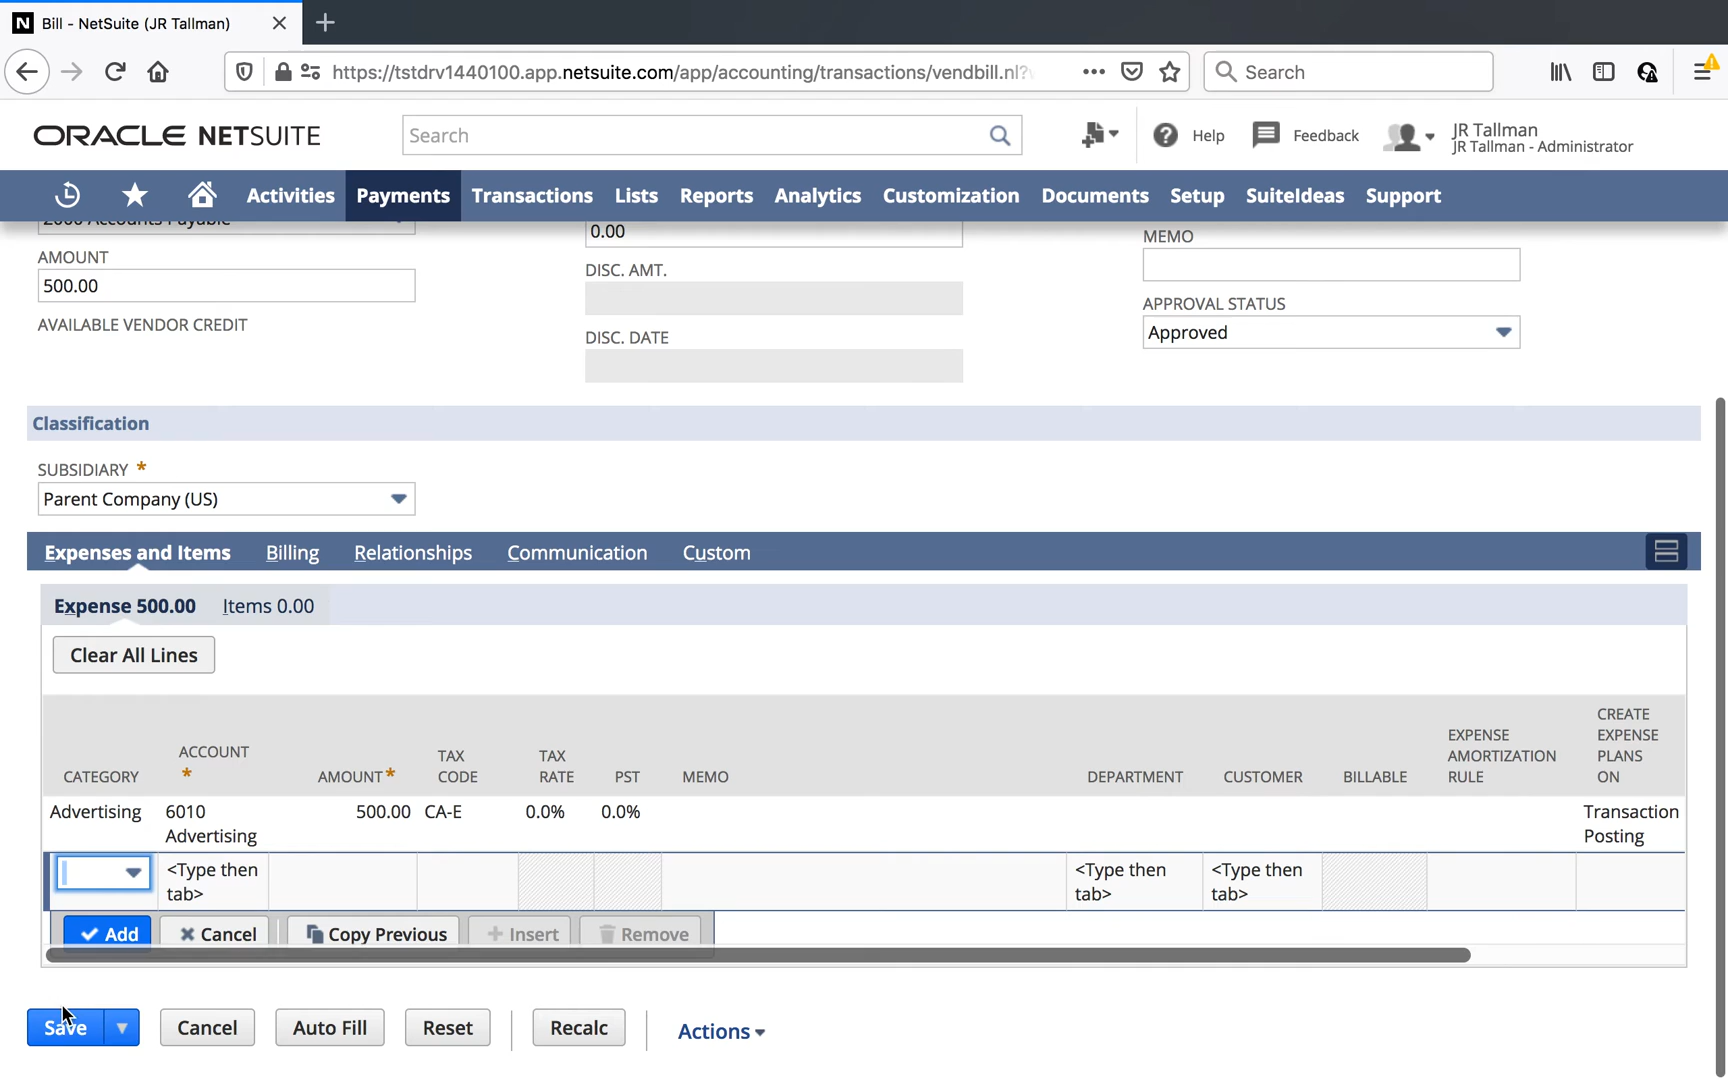 N Bill - NetSuite (JR Tallman)
https://tstdrv1440100.app.netsuite.com/app/accounting/transactions/vendbill.nl?
Search
ORACLE NETSUITE
Search
Help
Feedback
JR Tallman
JR Tallman - Administrator
Activities Payments Transactions Lists Reports Analytics Customization Documents Setup SuiteIdeas Support
2000 Accounts Payable
0.00
MEMO
AMOUNT
500.00
DISC. AMT.
APPROVAL STATUS
Approved
AVAILABLE VENDOR CREDIT
DISC. DATE
Classification
SUBSIDIARY *
Parent Company (US)
Expenses and Items Billing Relationships Communication Custom
Expense 500.00 Items 0.00
Clear All Lines
CATEGORY
ACCOUNT
*
AMOUNT*
TAX
CODE
TAX
RATE
PST
MEMO
DEPARTMENT
CUSTOMER
BILLABLE
EXPENSE
AMORTIZATION
RULE
CREATE
EXPENSE
PLANS
ON
Advertising
6010
Advertising
500.00
CA-E
0.0%
0.0%
Transaction
Posting
<Type then
tab>
<Type then
tab>
<Type then
tab>
Add Cancel Copy Previous Insert Remove
Save Cancel Auto Fill Reset Recalc Actions